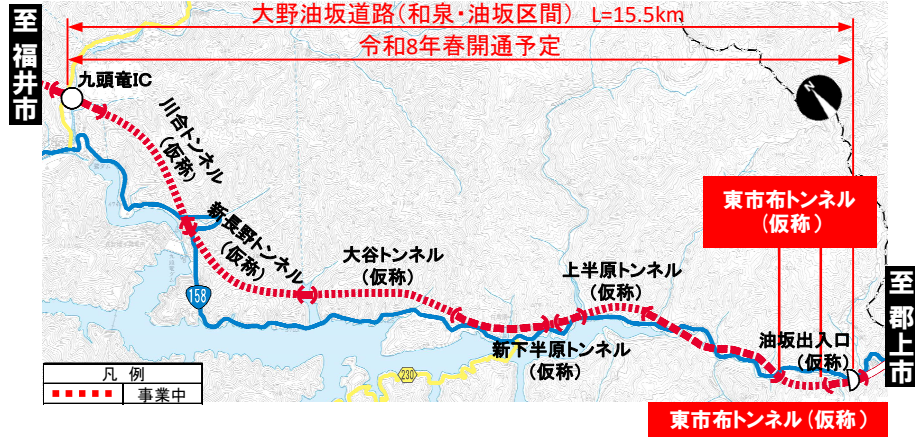 大野油坂道路(和泉・油坂区間) L=15.5km
令和8年春開通予定
至 福井市
九頭竜IC
川合トンネル
(仮称)
新長野トンネル
(仮称)
大谷トンネル
(仮称)
上半原トンネル
(仮称)
東市布トンネル
(仮称)
至 郡上市
158
新下半原トンネル
(仮称)
油坂出入口
(仮称)
230
凡 例
事業中
東市布トンネル(仮称)